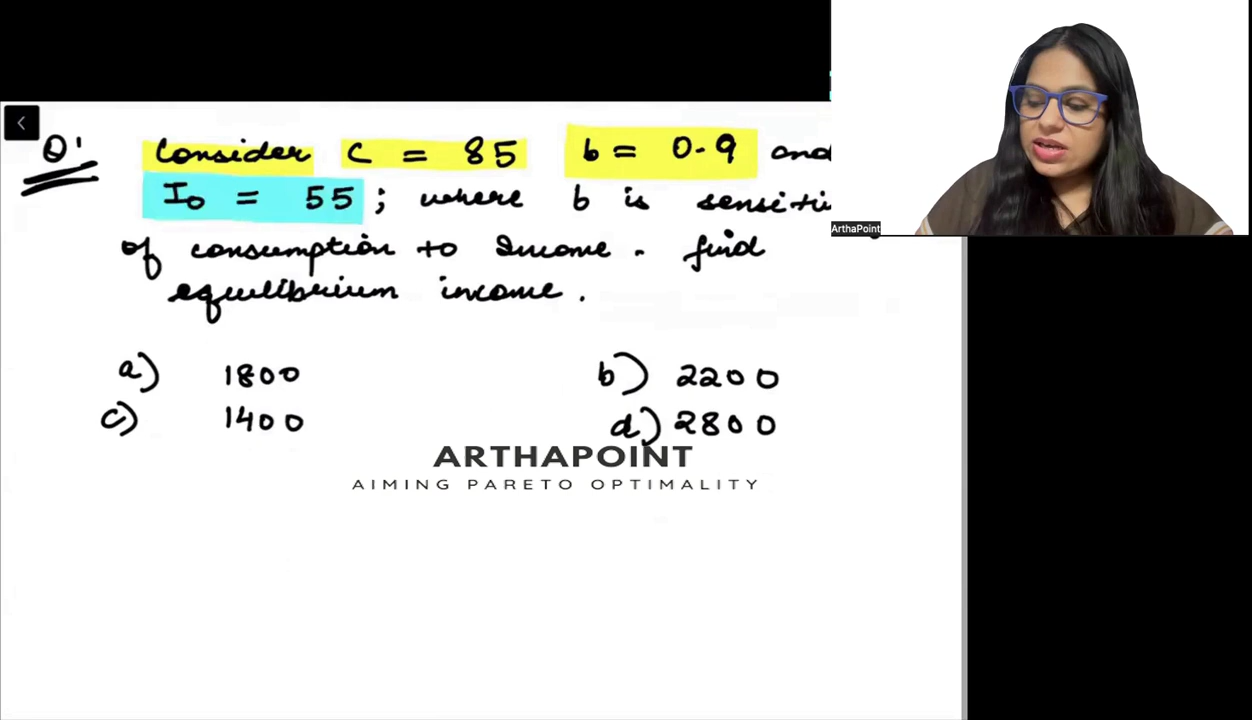 Q1 Consider C = 85 b = 0.9 and
I0 = 55 ; where b is
of consumption to Income. find
equilibrium income.
a) 1800 b) 2200
c) 1400 d) 2800
ARTHAPOINT
AIMING PARETO OPTIMALITY
ArthaPoint